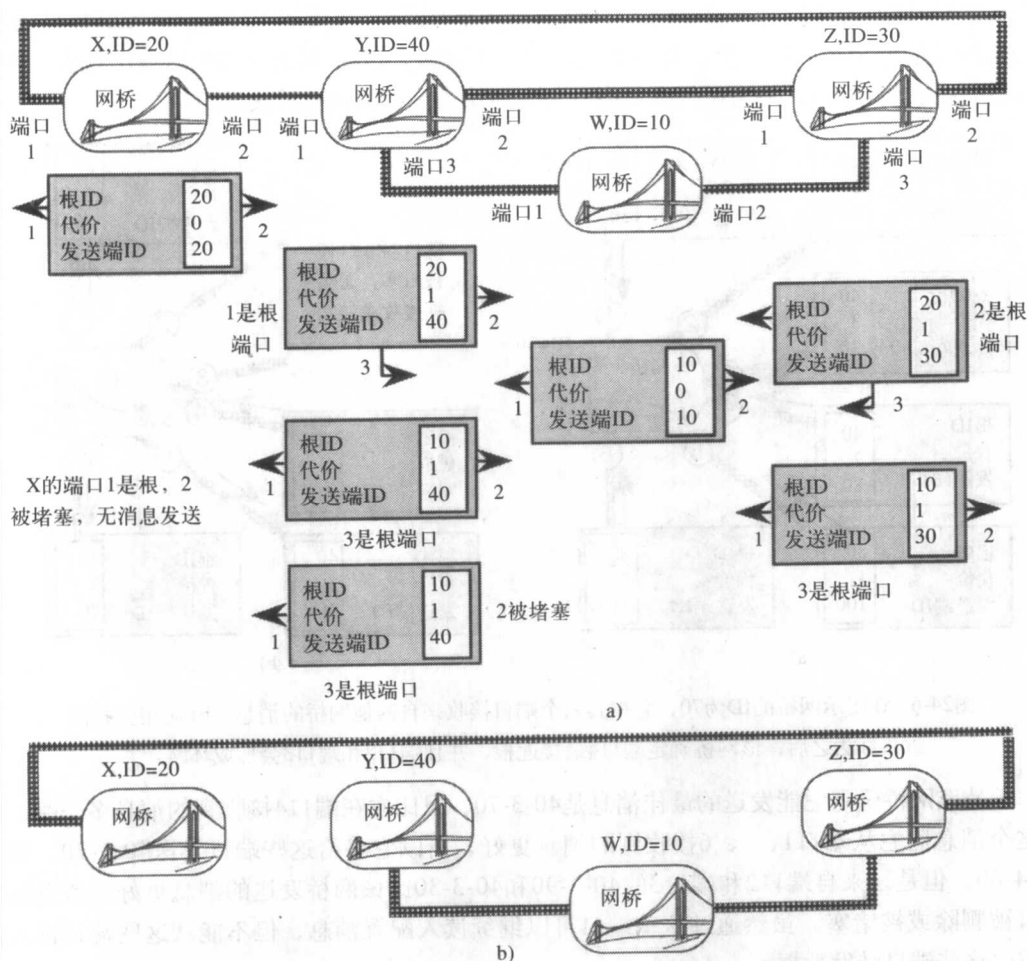 X,ID=20
Y,ID=40
Z,ID=30
网桥
网桥
网桥
端口
1
端口
2
端口
1
端口
2
端口
1
端口
2
W,ID=10
端口3
网桥
端口
3
端口1
端口2
根ID 20
代价 0
发送端ID 20
1
2
根ID 20
代价 1
发送端ID 40
1是根
端口
2
3
根ID 10
代价 0
发送端ID 10
1
2
根ID 20
代价 1
发送端ID 30
2是根
端口
3
X的端口1是根，2
被堵塞，无消息发送
根ID 10
代价 1
发送端ID 40
1
2
3是根端口
根ID 10
代价 1
发送端ID 30
1
2
3是根端口
根ID 10
代价 1
发送端ID 40
1
2被堵塞
3是根端口
a)
X,ID=20
Y,ID=40
Z,ID=30
网桥
网桥
网桥
W,ID=10
网桥
b)